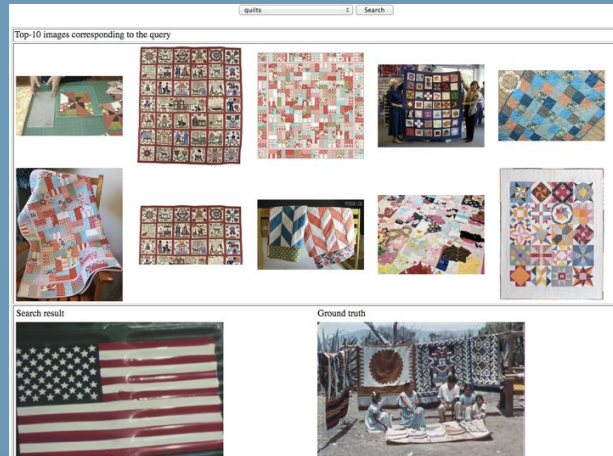 quilts
Search
Top-10 images corresponding to the query
Search result
Ground truth